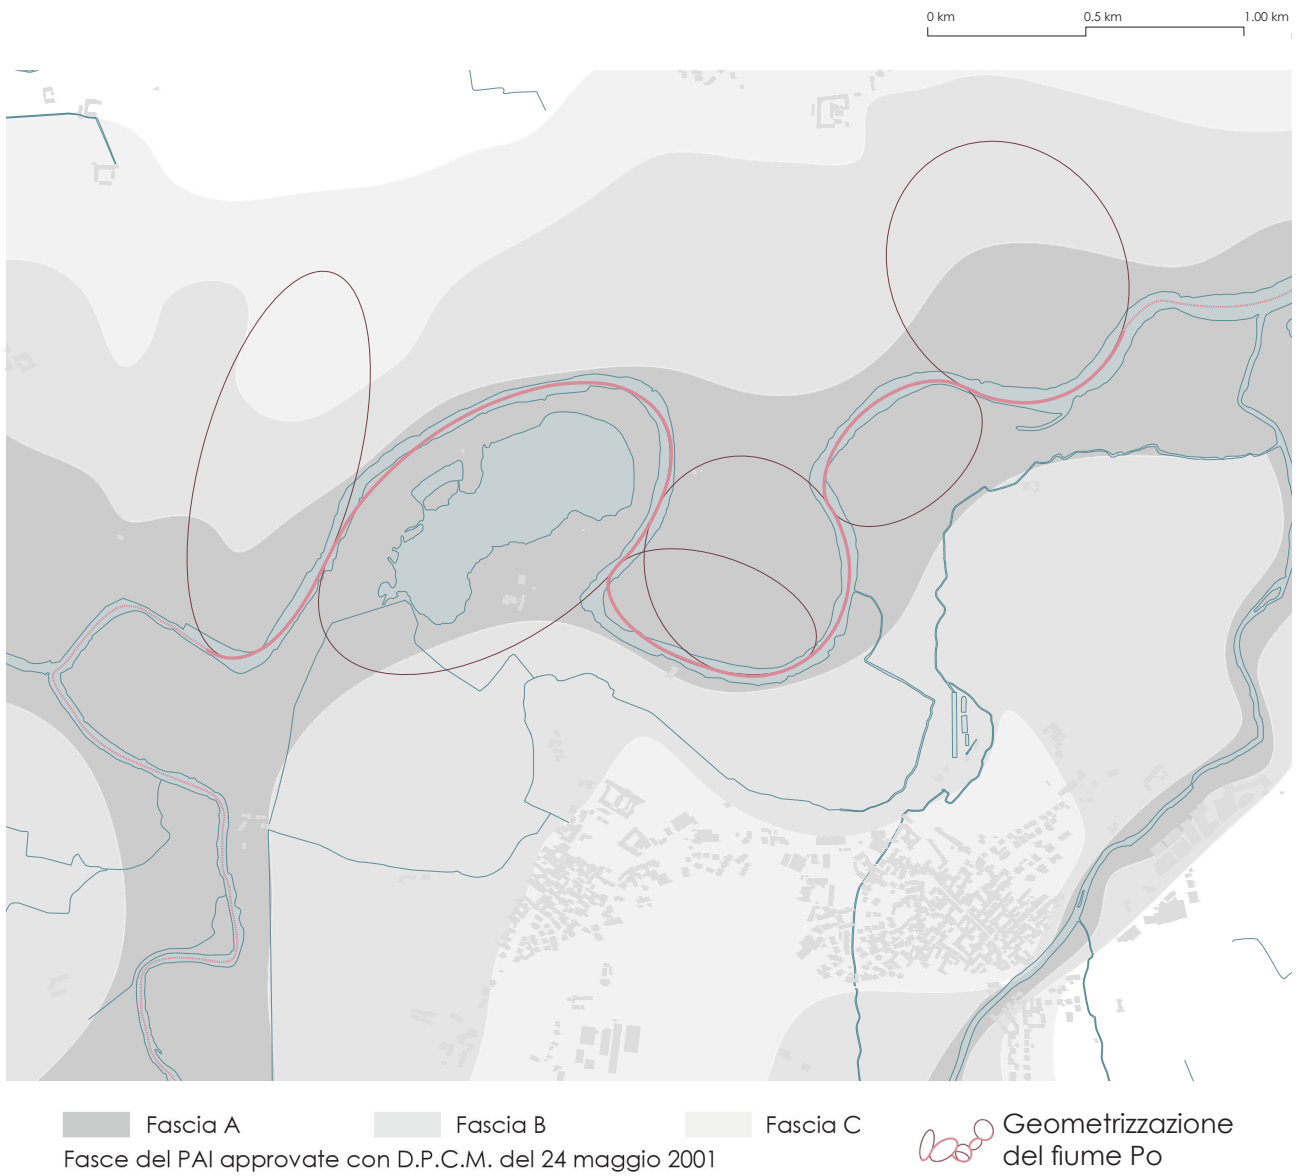 0 km 0.5 km 1.00 km
Fascia A Fascia B Fascia C
Fasce del PAI approvate con D.P.C.M. del 24 maggio 2001
Geometrizzazione
del fiume Po